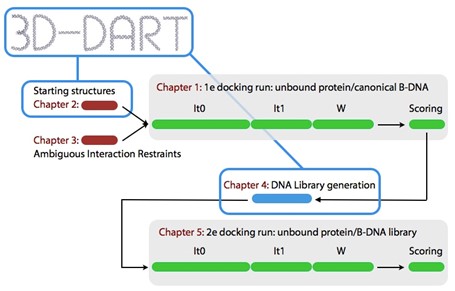 3D-DART
Starting structures
Chapter 2:
Chapter 3:
Ambiguous Interaction Restraints
Chapter 1: 1e docking run: unbound protein/canonical B-DNA
It0 It1 W Scoring
Chapter 4: DNA Library generation
Chapter 5: 2e docking run: unbound protein/B-DNA library
It0 It1 W Scoring